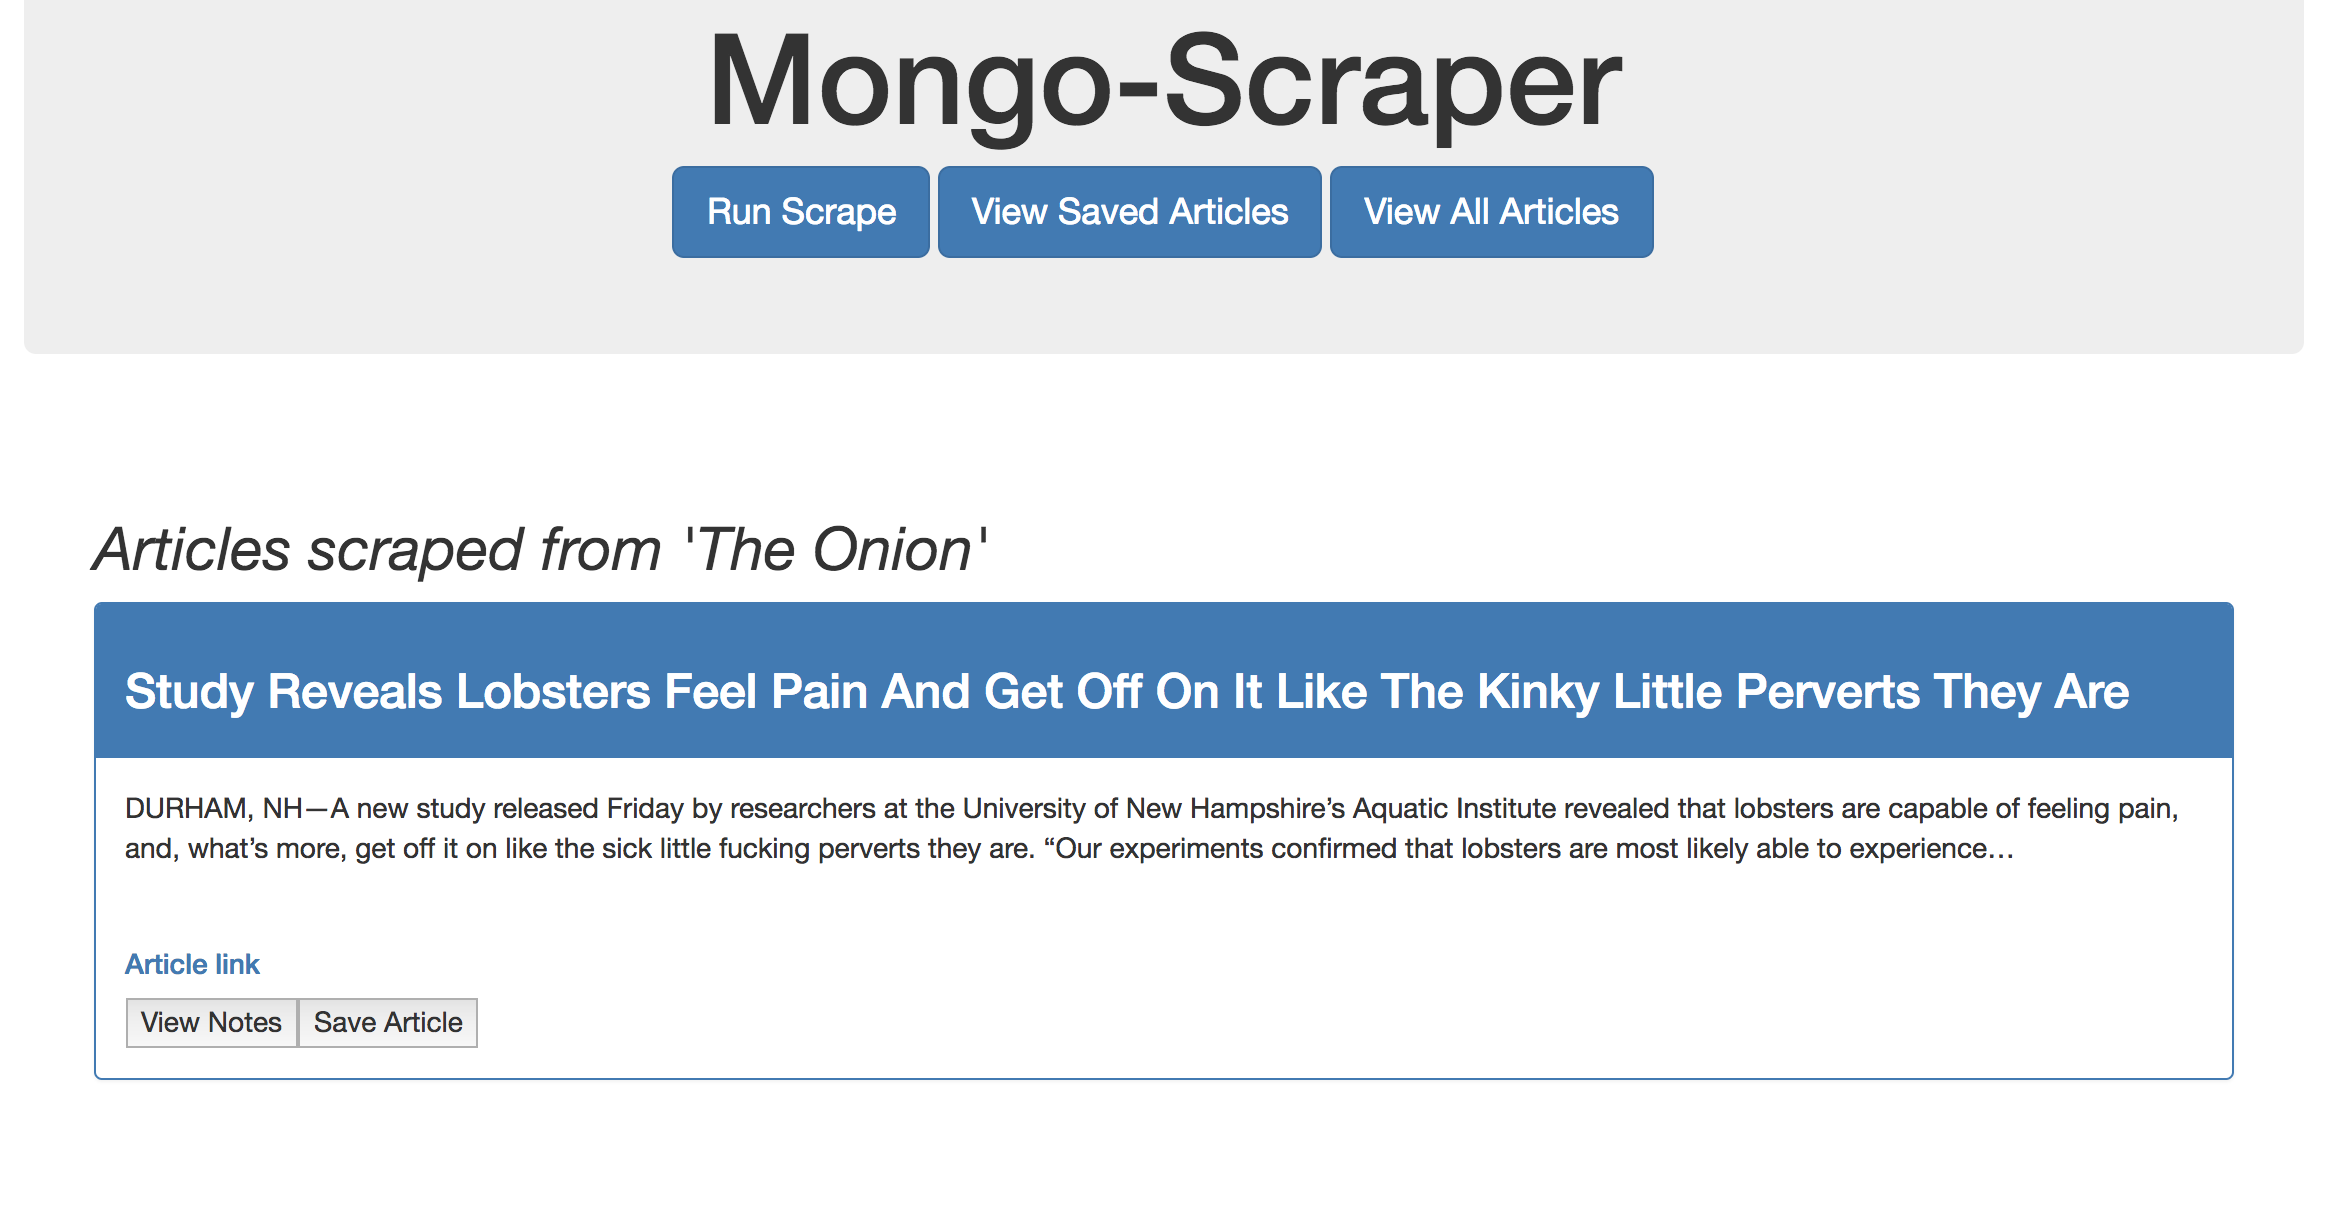 Mongo-Scraper
Run Scrape View Saved Articles View All Articles
Articles scraped from 'The Onion'
Study Reveals Lobsters Feel Pain And Get Off On It Like The Kinky Little Perverts They Are
DURHAM, NH—A new study released Friday by researchers at the University of New Hampshire’s Aquatic Institute revealed that lobsters are capable of feeling pain,
and, what’s more, get off it on like the sick little fucking perverts they are. “Our experiments confirmed that lobsters are most likely able to experience…
Article link
View Notes Save Article